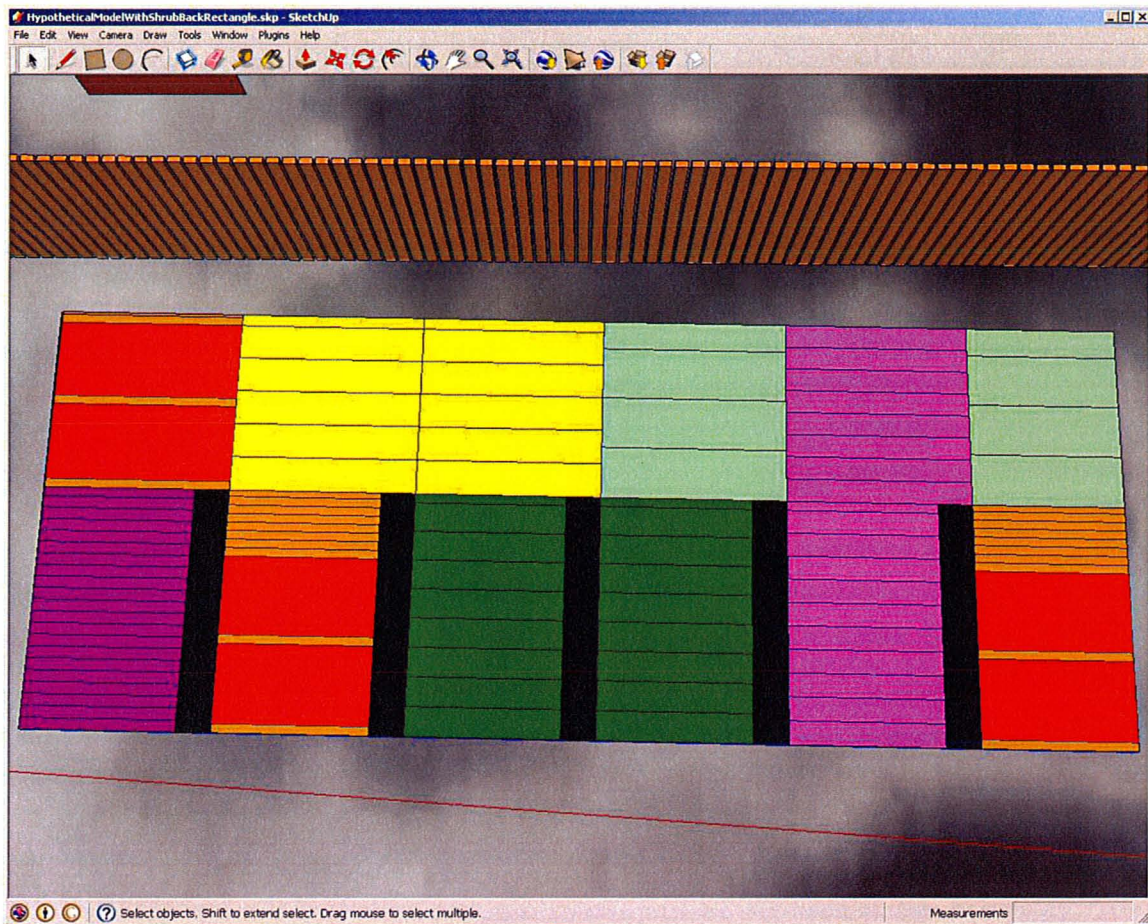 HypotheticalModelWithShrubBackRectangle.skp - SketchUp
File Edit View Camera Draw Tools Window Plugins Help
Select objects. Shift to extend select. Drag mouse to select multiple. Measurements